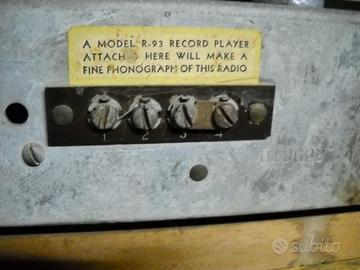 A MODEL R-93 RECORD PLAYER
ATTACH HERE WILL MAKE A
FINE PHONOGRAPH OF THIS RADIO
1 2 3 4
subito